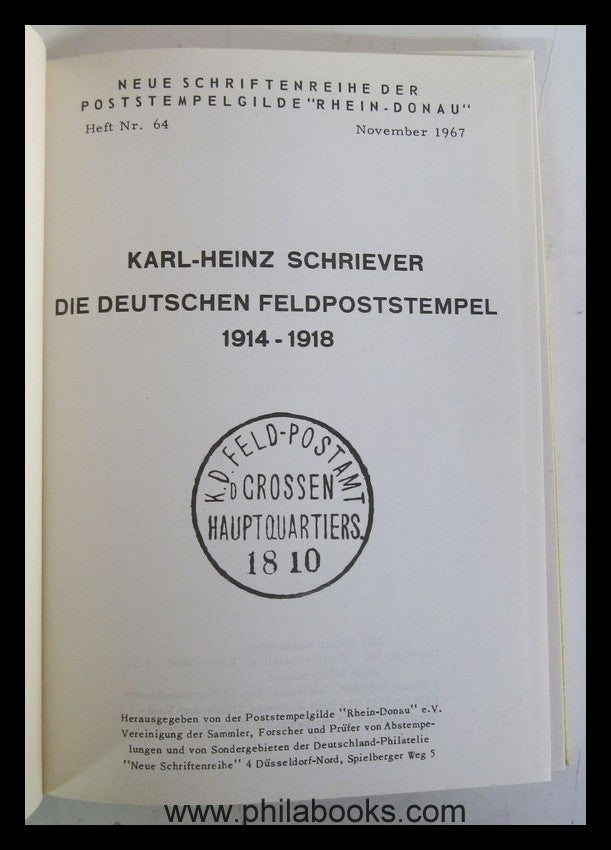 NEUE SCHRIFTENREIHE DER
POSTSTEMPELGILDE "RHEIN-DONAU"
Heft Nr. 64 November 1967
KARL-HEINZ SCHRIEVER
DIE DEUTSCHEN FELDPOSTSTEMPEL
1914 - 1918
K.D. FELD-POSTAMT
D GROSSEN
HAUPTQUARTIERS.
18 10
Herausgegeben von der Poststempelgilde "Rhein-Donau" e.V.
Vereinigung der Sammler, Forscher und Prüfer von Abstempe-
lungen und von Sondergebieten der Deutschland-Philatelie
"Neue Schriftenreihe" 4 Düsseldorf-Nord, Spielberger Weg 5
www.philabooks.com